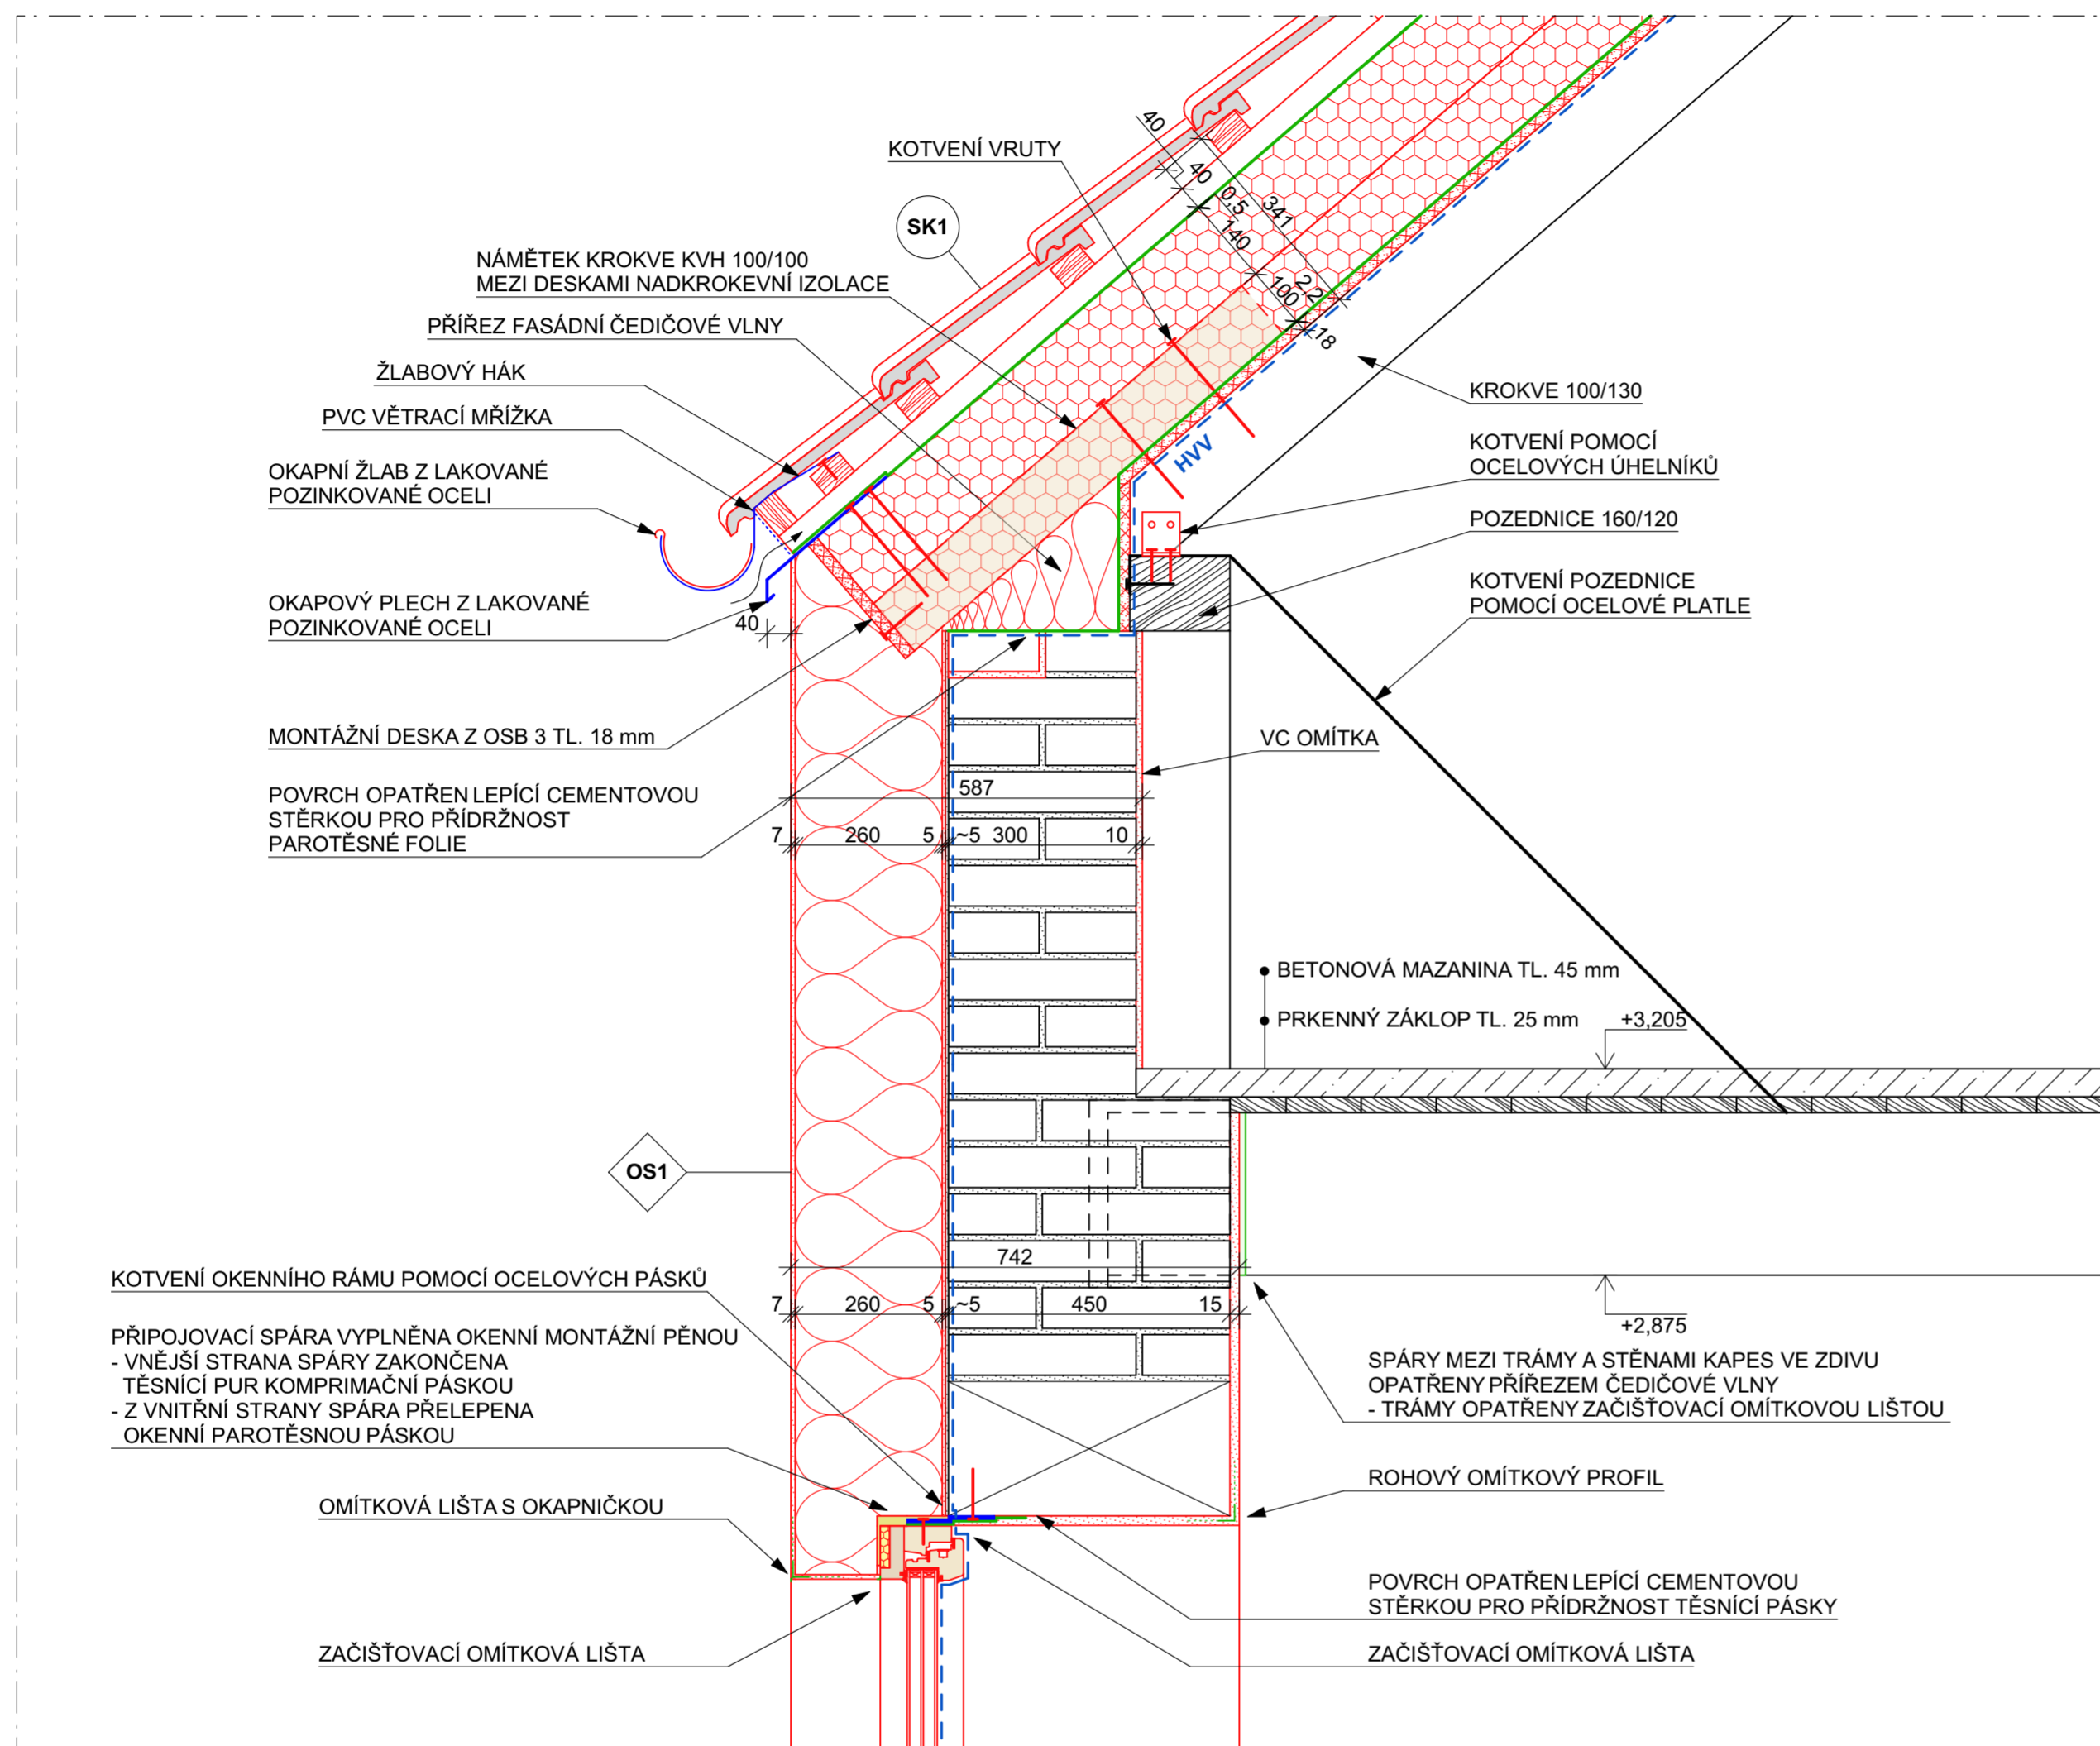 KOTVENÍ VRUTY
SK1
NÁMĚTEK KROKVE KVH 100/100
MEZI DESKAMI NADKROKEVNÍ IZOLACE
PŘÍŘEZ FASÁDNÍ ČEDIČOVÉ VLNY
ŽLABOVÝ HÁK
PVC VĚTRACÍ MŘÍŽKA
OKAPNÍ ŽLAB Z LAKOVANÉ
POZINKOVANÉ OCELI
OKAPOVÝ PLECH Z LAKOVANÉ
POZINKOVANÉ OCELI
40
MONTÁŽNÍ DESKA Z OSB 3 TL. 18 mm
POVRCH OPATŘEN LEPÍCÍ CEMENTOVOU
STĚRKOU PRO PŘÍDRŽNOST
PAROTĚSNÉ FOLIE
40
40
0,5
140
341
100
2,2
18
HVV
KROKVE 100/130
KOTVENÍ POMOCÍ
OCELOVÝCH ÚHELNÍKŮ
POZEDNICE 160/120
KOTVENÍ POZEDNICE
POMOCÍ OCELOVÉ PLATLE
VC OMÍTKA
587
7 260 5 ~5 300 10
BETONOVÁ MAZANINA TL. 45 mm
PRKENNÝ ZÁKLOP TL. 25 mm
+3,205
OS1
742
7 260 5 ~5 450 15
+2,875
KOTVENÍ OKENNÍHO RÁMU POMOCÍ OCELOVÝCH PÁSKŮ
PŘIPOJOVACÍ SPÁRA VYPLNĚNA OKENNÍ MONTÁŽNÍ PĚNOU
- VNĚJŠÍ STRANA SPÁRY ZAKONČENA
TĚSNÍCÍ PUR KOMPRIMAČNÍ PÁSKOU
- Z VNITŘNÍ STRANY SPÁRA PŘELEPENA
OKENNÍ PAROTĚSNOU PÁSKOU
OMÍTKOVÁ LIŠTA S OKAPNIČKOU
ZAČIŠŤOVACÍ OMÍTKOVÁ LIŠTA
SPÁRY MEZI TRÁMY A STĚNAMI KAPES VE ZDIVU
OPATŘENY PŘÍŘEZEM ČEDIČOVÉ VLNY
- TRÁMY OPATŘENY ZAČIŠŤOVACÍ OMÍTKOVOU LIŠTOU
ROHOVÝ OMÍTKOVÝ PROFIL
POVRCH OPATŘEN LEPÍCÍ CEMENTOVOU
STĚRKOU PRO PŘÍDRŽNOST TĚSNÍCÍ PÁSKY
ZAČIŠŤOVACÍ OMÍTKOVÁ LIŠTA